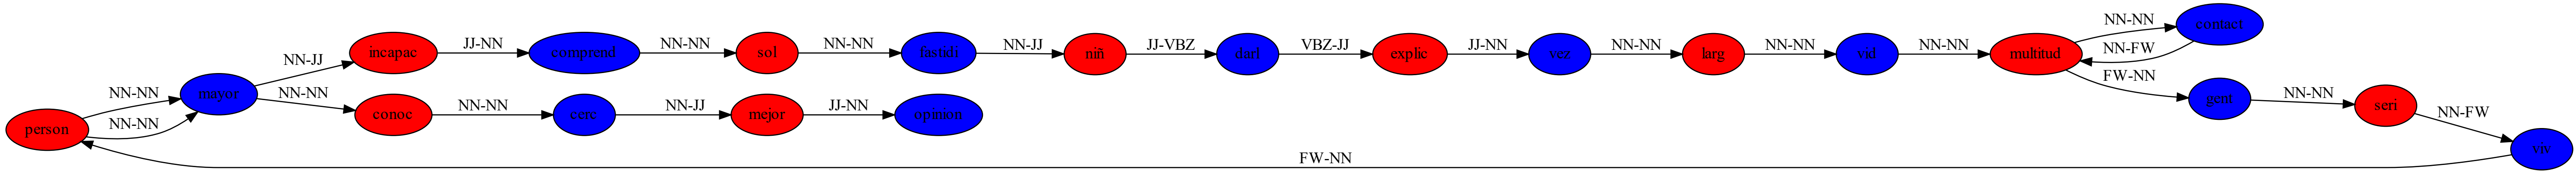 person
NN-NN
NN-NN
mayor
NN-JJ
NN-NN
incapac
JJ-NN
comprend
NN-NN
sol
NN-NN
fastidi
NN-JJ
niñ
JJ-VBZ
darl
VBZ-JJ
explic
JJ-NN
vez
NN-NN
larg
NN-NN
vid
NN-NN
multitud
NN-NN
contact
NN-FW
FW-NN
gent
NN-NN
seri
NN-FW
viv
FW-NN
conoc
NN-NN
cerc
NN-JJ
mejor
JJ-NN
opinion